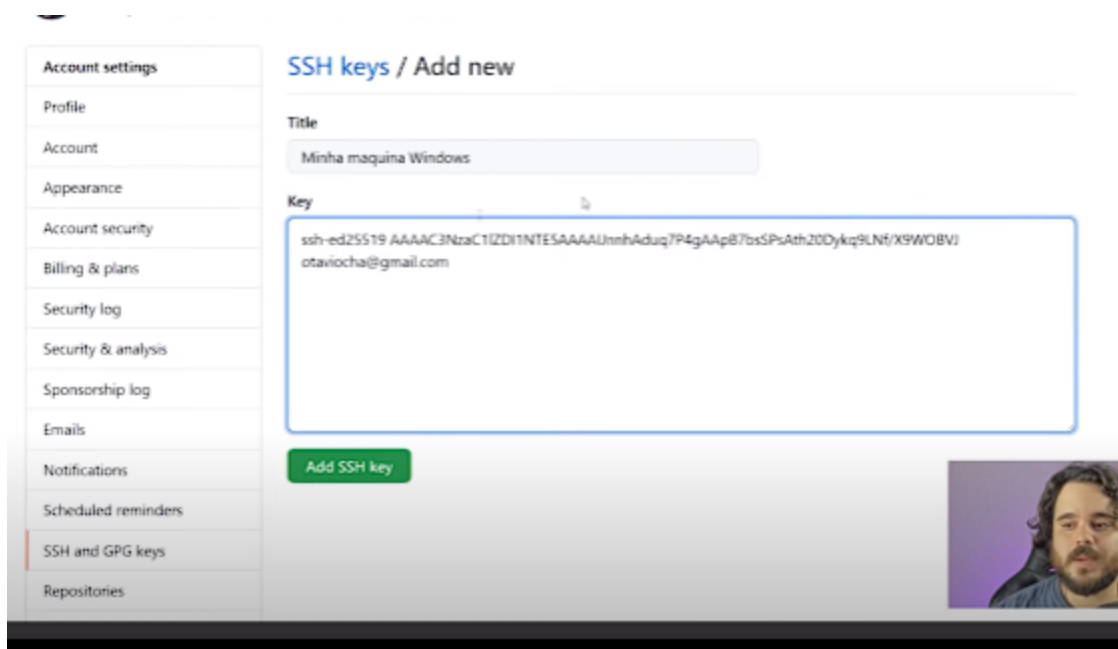 Account settings
Profile
Account
Appearance
Account security
Billing & plans
Security log
Security & analysis
Sponsorship log
Emails
Notifications
Scheduled reminders
SSH and GPG keys
Repositories
SSH keys / Add new
Title
Minha maquina Windows
Key
ssh-ed25519
otaviocha@gmail.com
Add SSH key